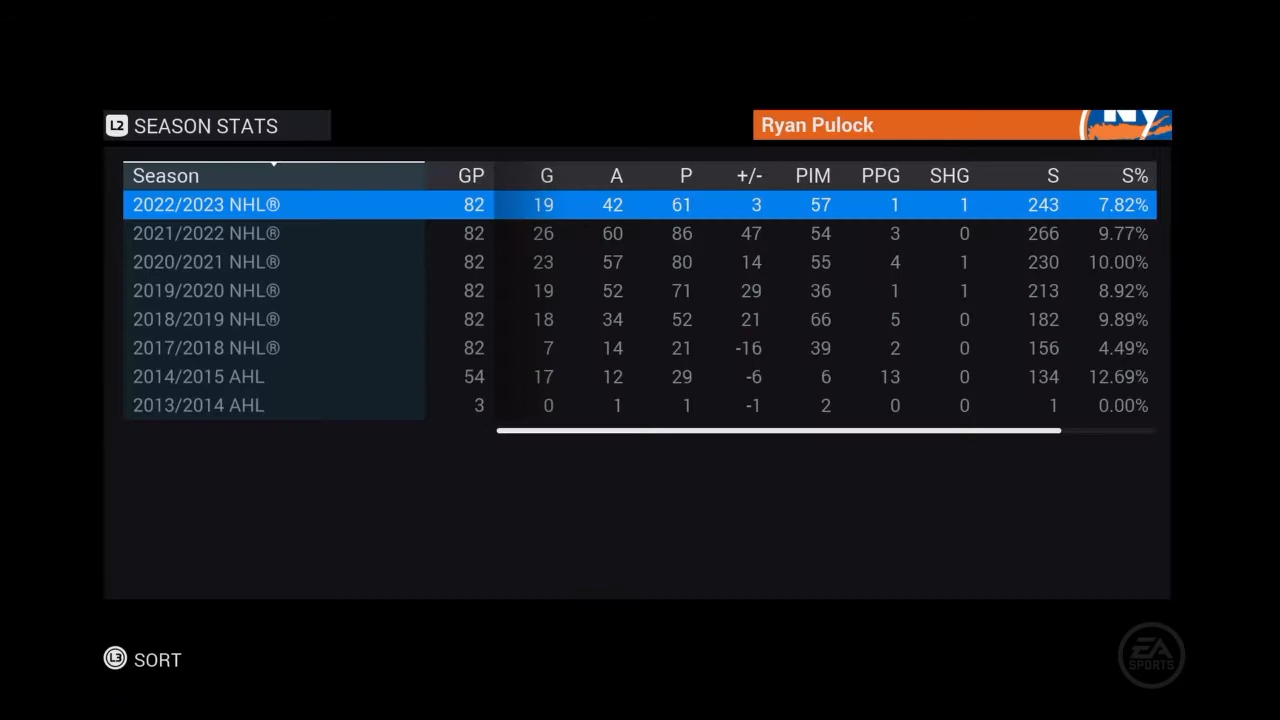 L2 SEASON STATS
Ryan Pulock NY
Season GP G A P +/- PIM PPG SHG S S%
2022/2023 NHL® 82 19 42 61 3 57 1 1 243 7.82%
2021/2022 NHL® 82 26 60 86 47 54 3 0 266 9.77%
2020/2021 NHL® 82 23 57 80 14 55 4 1 230 10.00%
2019/2020 NHL® 82 19 52 71 29 36 1 1 213 8.92%
2018/2019 NHL® 82 18 34 52 21 66 5 0 182 9.89%
2017/2018 NHL® 82 7 14 21 -16 39 2 0 156 4.49%
2014/2015 AHL 54 17 12 29 -6 6 13 0 134 12.69%
2013/2014 AHL 3 0 1 1 -1 2 0 0 1 0.00%
L3 SORT
EA
SPORTS